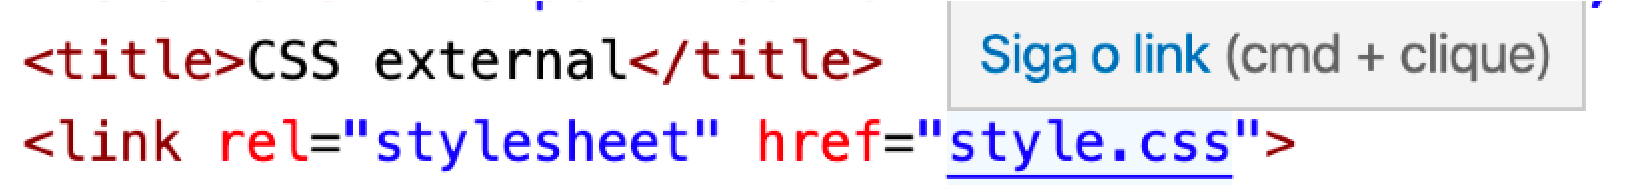 <title>CSS external</title>
Siga o link (cmd + clique)
<link rel="stylesheet" href="style.css">